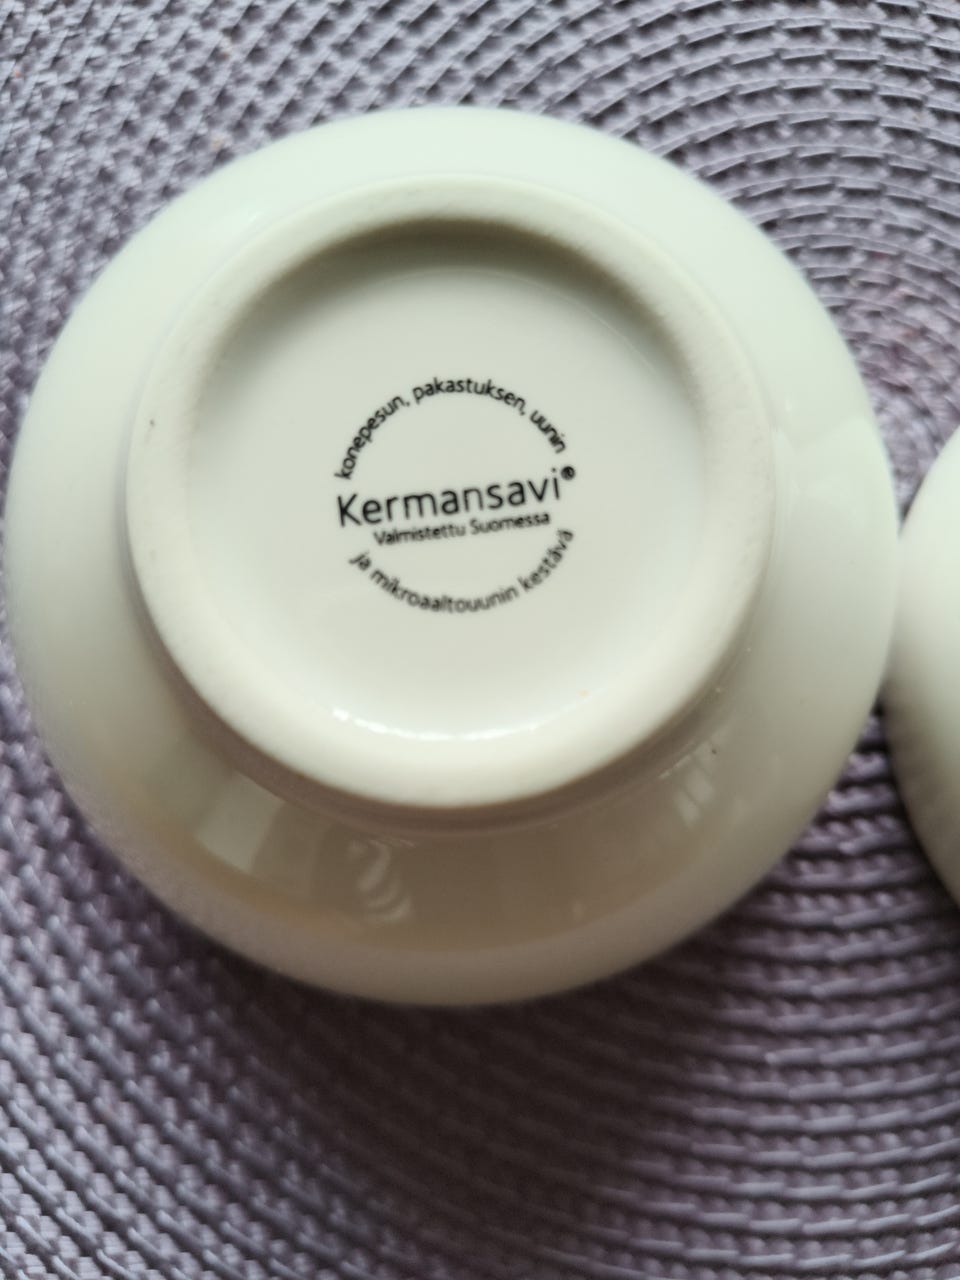 konepesun, pakastuksen, uunin
Kermansavi®
Valmistettu Suomessa
ja mikroaaltouunin kestävä